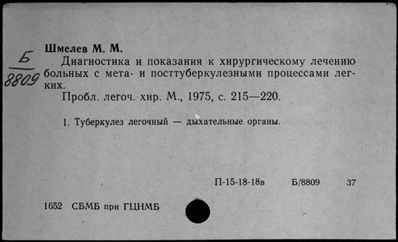 Б
8809
Шмелев М. М.
Диагностика и показания к хирургическому лечению
больных с мета- и посттуберкулезными процессами лег-
ких.
Пробл. легоч. хир. М., 1975, с. 215—220.
1. Туберкулез легочный — дыхательные органы.
П-15-18-18в Б/8809 37
1652 СБМБ при ГЦНМБ